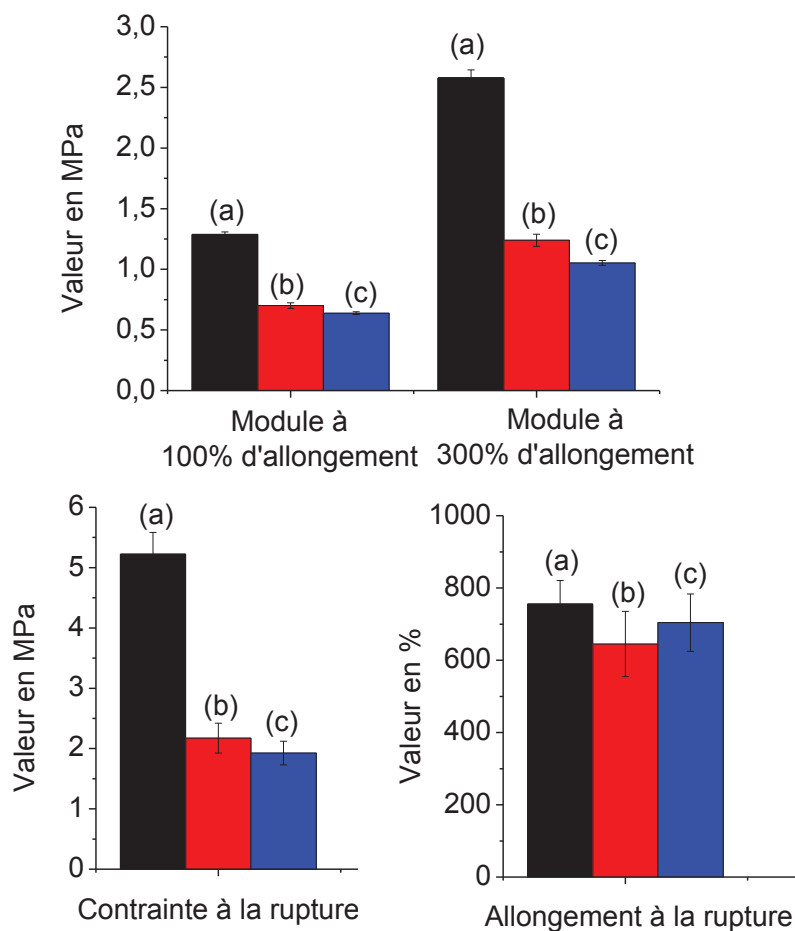 3,0
2,5
2,0
1,5
1,0
0,5
0,0
Valeur en MPa
(a)
(b)
(c)
(a)
(b)
(c)
Module à
100% d'allongement
Module à
300% d'allongement
6
5
4
3
2
1
0
Valeur en MPa
(a)
(b)
(c)
Contrainte à la rupture
1000
800
600
400
200
0
Valeur en %
(a)
(b)
(c)
Allongement à la rupture